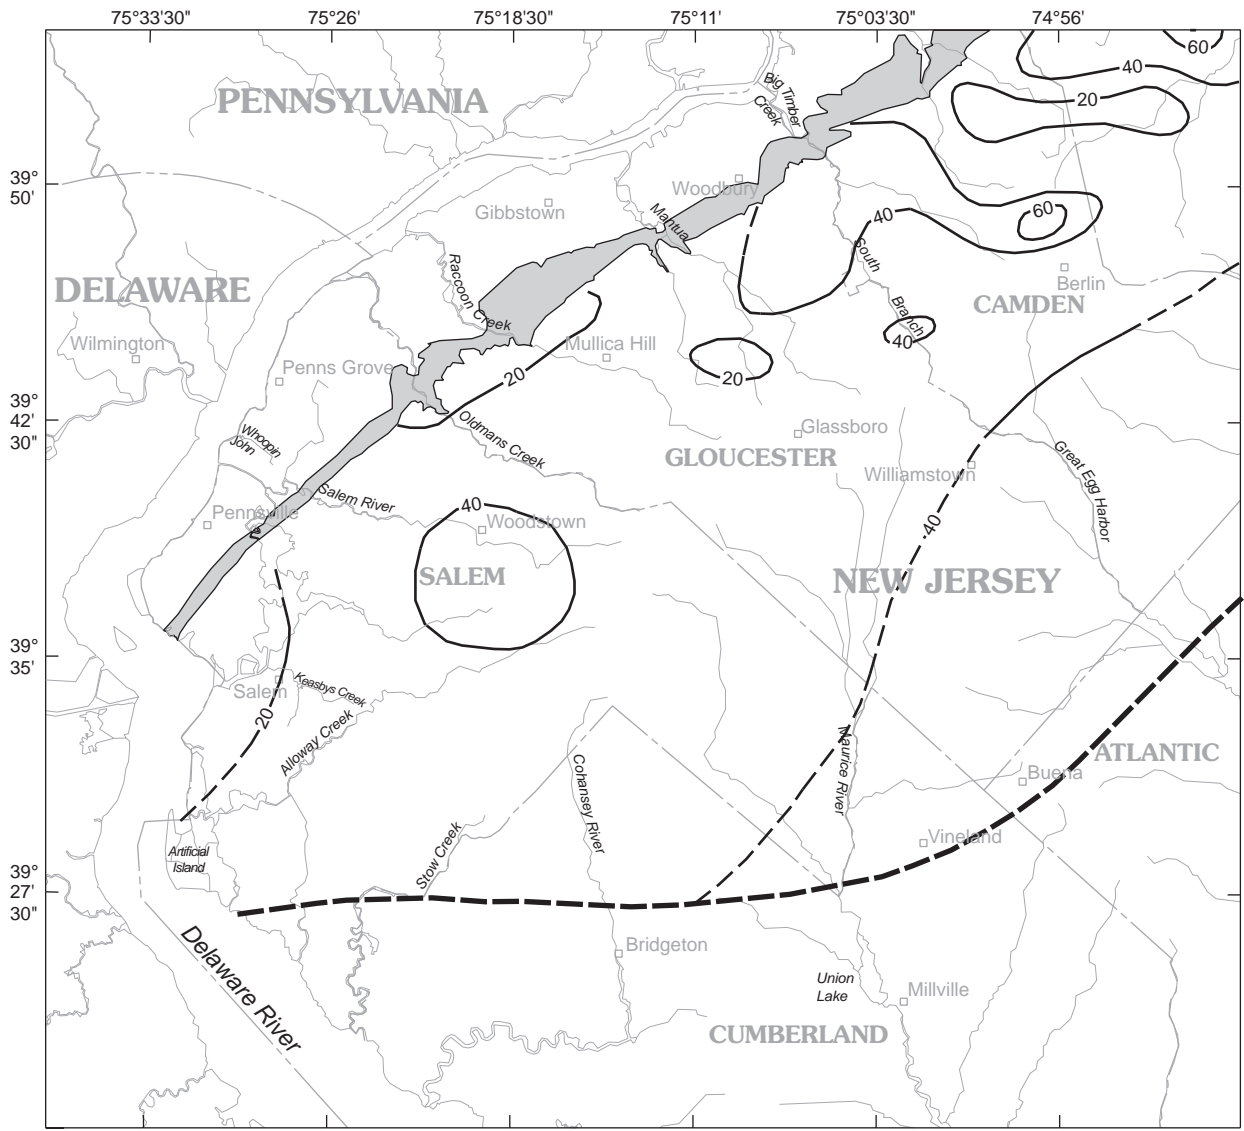 75°33'30"
75°26'
75°18'30"
75°11'
75°03'30"
74°56'
60
40
20
PENNSYLVANIA
Big Timber
Creek
39°
50'
Woodbury
Gibbstown
Mantua
60
40
South
Raccoon
Creek
Branch
Berlin
CAMDEN
DELAWARE
Wilmington
Penns Grove
Mullica Hill
40
20
20
39°
42'
30"
Whoopin
John
Oldmans Creek
Glassboro
GLOUCESTER
Williamstown
Great Egg Harbor
Salem River
Pennsville
40
Woodstown
40
SALEM
NEW JERSEY
39°
35'
Salem
Keasbys Creek
20
Alloway Creek
Maurice River
Cohansey River
ATLANTIC
Buena
Vineland
Stow Creek
Artificial
Island
39°
27'
30"
Delaware River
Bridgeton
Union
Lake
Millville
CUMBERLAND